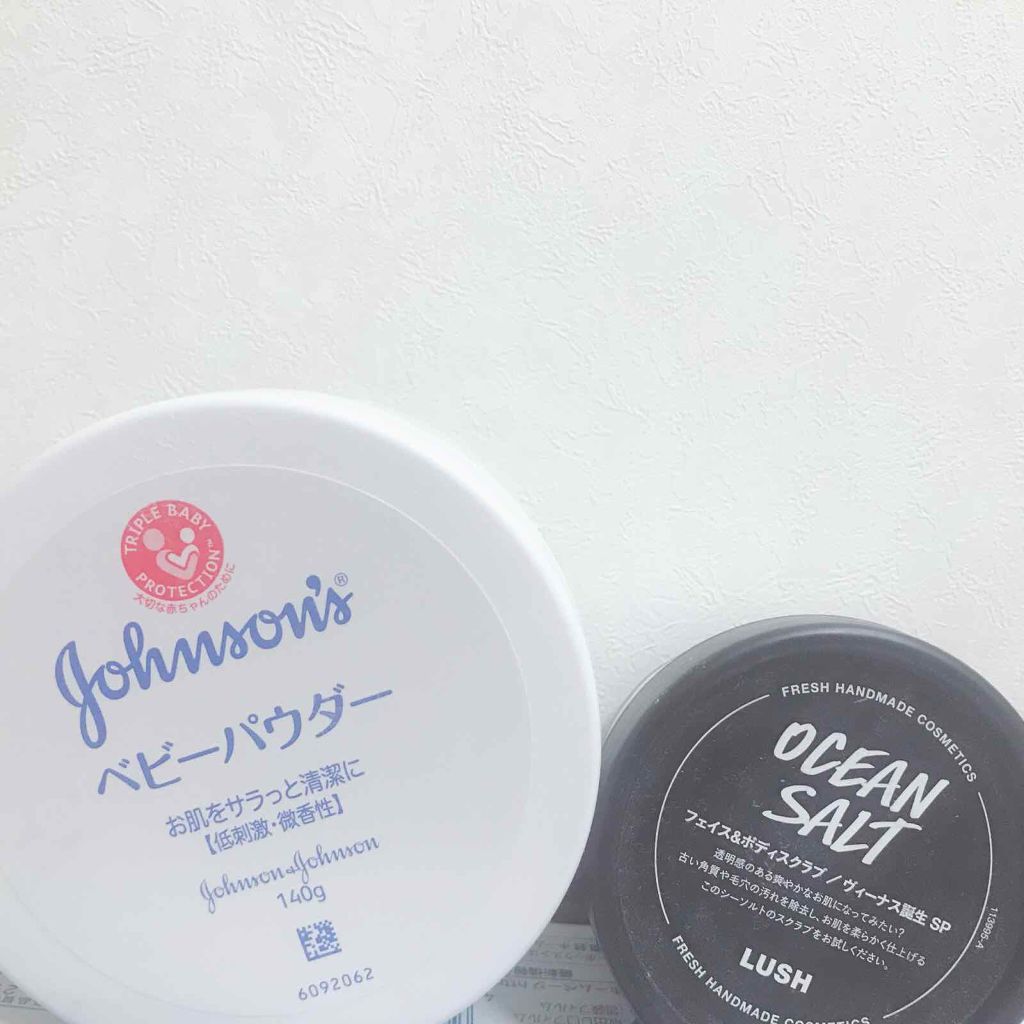 TRIPLE BABY PROTECTION
大切な赤ちゃんのために
Johnson's®
ベビーパウダー
お肌をサラっと清潔に
【低刺激・微香性】
Johnson & Johnson
140g
6092062
FRESH HANDMADE COSMETICS
OCEAN
SALT
フェイス&ボディスクラブ / ヴィーナス誕生 SP
透明感のある爽やかなお肌になってみたい?
古い角質や毛穴の汚れを除去し、お肌を柔らかく仕上げる
このシーソルトのスクラブをお試しください。
LUSH
FRESH HANDMADE COSMETICS
113995-A